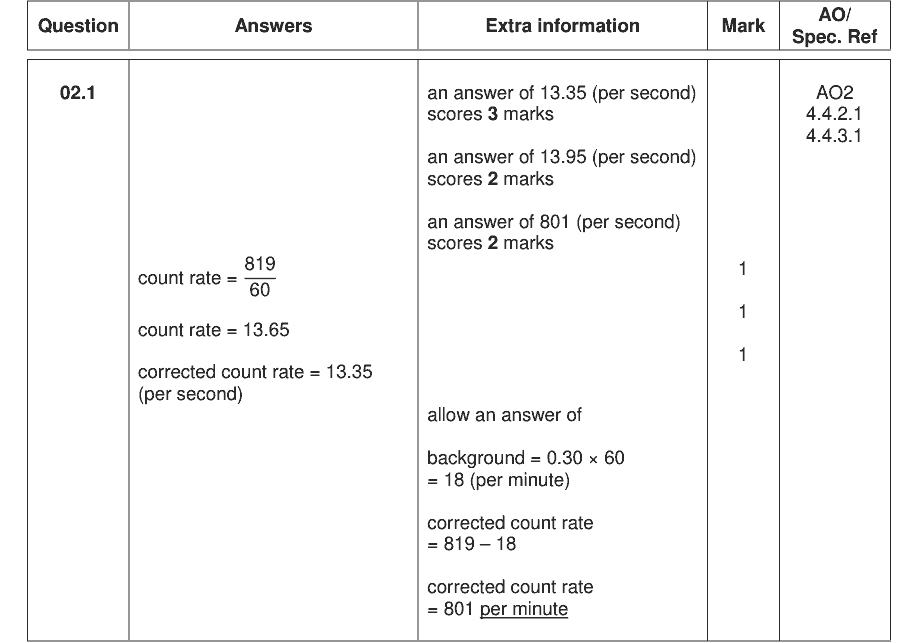 Question Answers Extra information Mark AO/
Spec. Ref
02.1 an answer of 13.35 (per second) AO2
scores 3 marks 4.4.2.1
4.4.3.1
an answer of 13.95 (per second)
scores 2 marks
an answer of 801 (per second)
scores 2 marks
count rate = 819/60 1
count rate = 13.65 1
corrected count rate = 13.35 1
(per second)
allow an answer of
background = 0.30 × 60
= 18 (per minute)
corrected count rate
= 819 – 18
corrected count rate
= 801 per minute